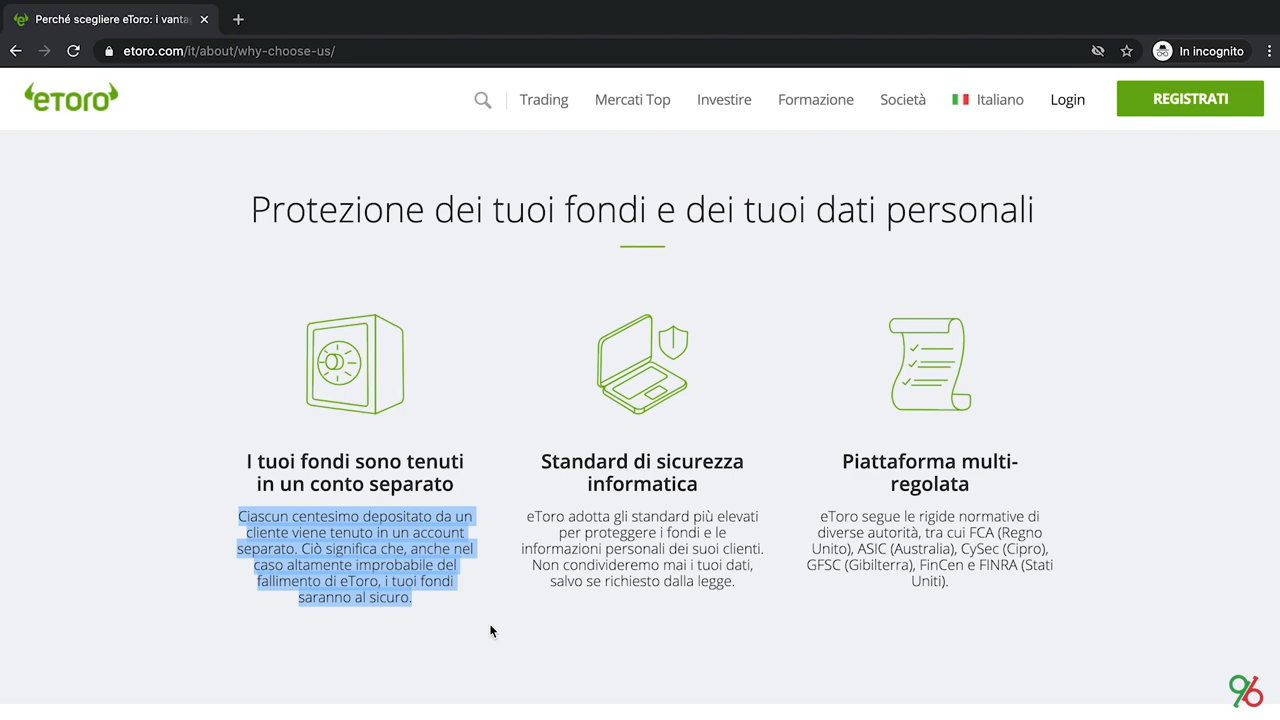 Perché scegliere eToro: i vanta
etoro.com/it/about/why-choose-us/
In incognito
eToro
Trading
Mercati Top
Investire
Formazione
Società
Italiano
Login
REGISTRATI
Protezione dei tuoi fondi e dei tuoi dati personali
I tuoi fondi sono tenuti
in un conto separato
Ciascun centesimo depositato da un
cliente viene tenuto in un account
separato. Ciò significa che, anche nel
caso altamente improbabile del
fallimento di eToro, i tuoi fondi
saranno al sicuro.
Standard di sicurezza
informatica
eToro adotta gli standard più elevati
per proteggere i fondi e le
informazioni personali dei suoi clienti.
Non condivideremo mai i tuoi dati,
salvo se richiesto dalla legge.
Piattaforma multi-
regolata
eToro segue le rigide normative di
diverse autorità, tra cui FCA (Regno
Unito), ASIC (Australia), CySec (Cipro),
GFSC (Gibilterra), FinCen e FINRA (Stati
Uniti).
96